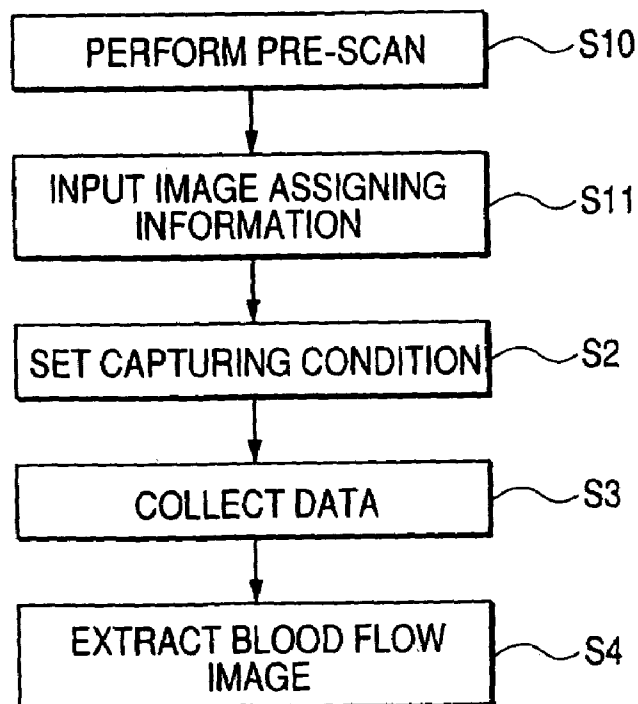 PERFORM PRE-SCAN S10
INPUT IMAGE ASSIGNING
INFORMATION S11
SET CAPTURING CONDITION S2
COLLECT DATA S3
EXTRACT BLOOD FLOW
IMAGE S4